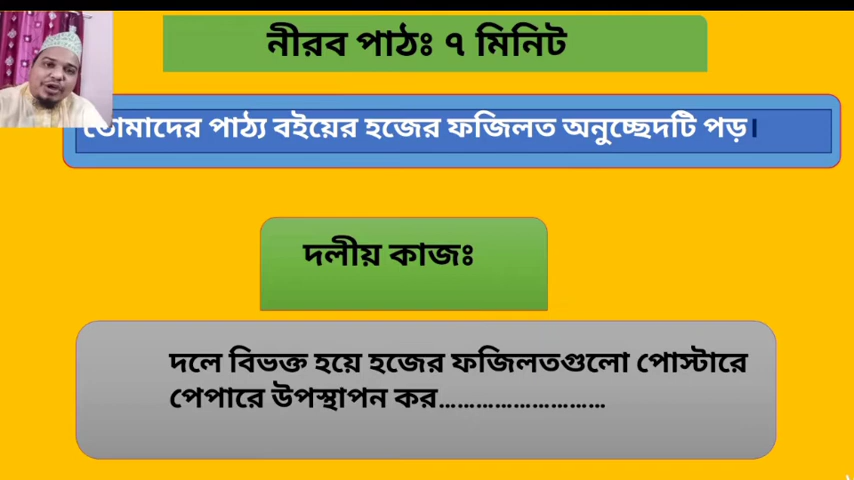 নীরব পাঠঃ ৭ মিনিট
তোমাদের পাঠ্য বইয়ের হজের ফজিলত অনুচ্ছেদটি পড়।
দলীয় কাজঃ
দলে বিভক্ত হয়ে হজের ফজিলতগুলো পোস্টারে
পেপারে উপস্থাপন কর………………………